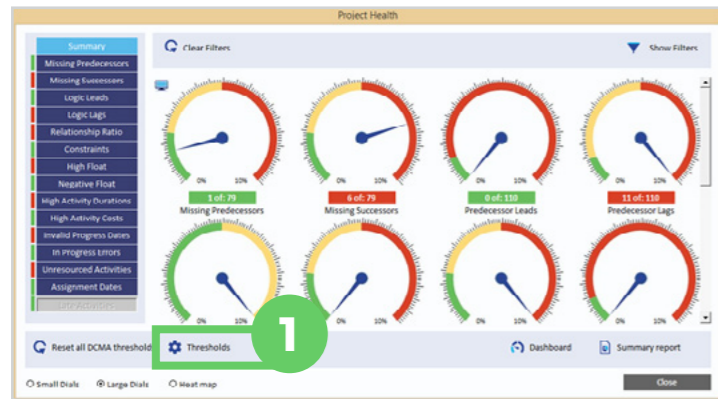 Project Health
Summary
Missing Predecessors
Missing Successors
Logic Leads
Logic Lags
Relationship Ratio
Constraints
High Float
Negative Float
High Activity Durations
High Activity Costs
Invalid Progress Dates
In Progress Errors
Unresourced Activities
Assignment Dates
Clear Filters
Show Filters
0% 10% 0% 10% 0% 10% 0% 10%
1 of: 79 6 of: 79 0 of: 110 11 of: 110
Missing Predecessors Missing Successors Predecessor Leads Predecessor Lags
0% 10% 0% 10% 0% 10% 0% 10%
1
Reset all DCMA threshold Thresholds Dashboard Summary report
Small Dials Large Dials Heat map Close